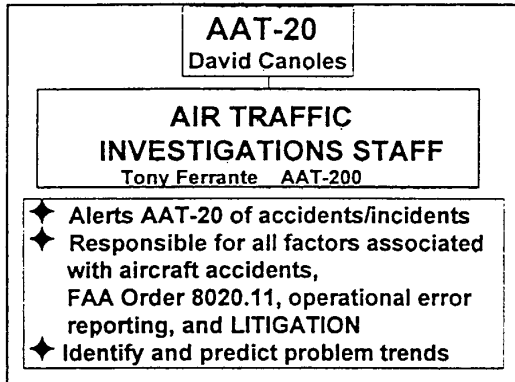 AAT-20
David Canoles
AIR TRAFFIC
INVESTIGATIONS STAFF
Tony Ferrante AAT-200
Alerts AAT-20 of accidents/incidents
Responsible for all factors associated
with aircraft accidents,
FAA Order 8020.11, operational error
reporting, and LITIGATION
Identify and predict problem trends